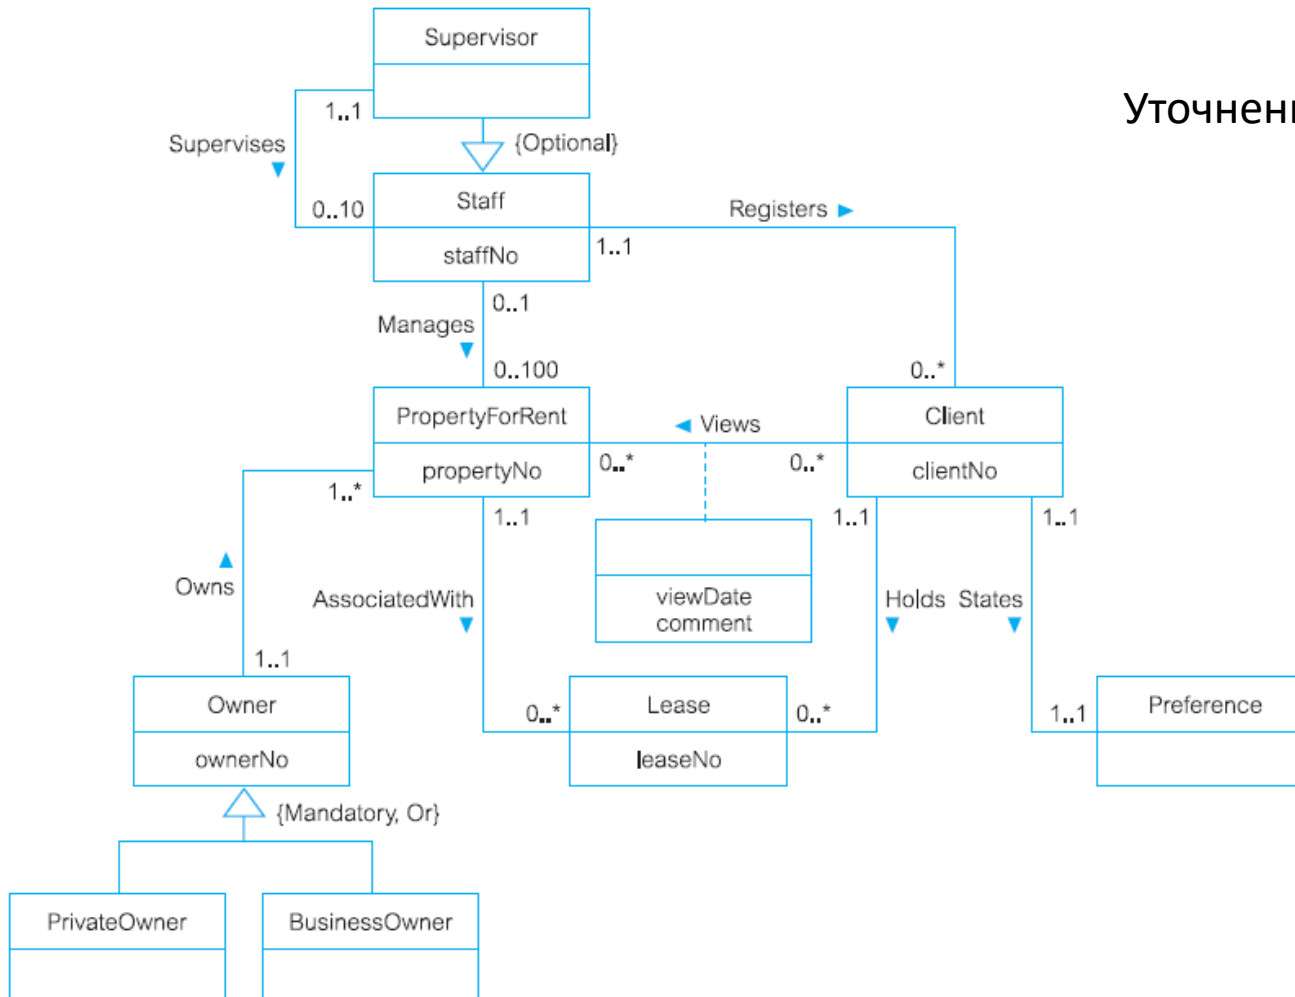 Supervisor
1..1
Supervises
{Optional}
0..10
Staff
Registers
staffNo
1..1
0..1
Manages
0..100
0..*
PropertyForRent
Views
Client
propertyNo
0..*
0..*
clientNo
1..*
1..1
1..1
1..1
Owns
AssociatedWith
viewDate
comment
Holds
States
1..1
Owner
0..*
Lease
0..*
1..1
Preference
ownerNo
leaseNo
{Mandatory, Or}
PrivateOwner
BusinessOwner